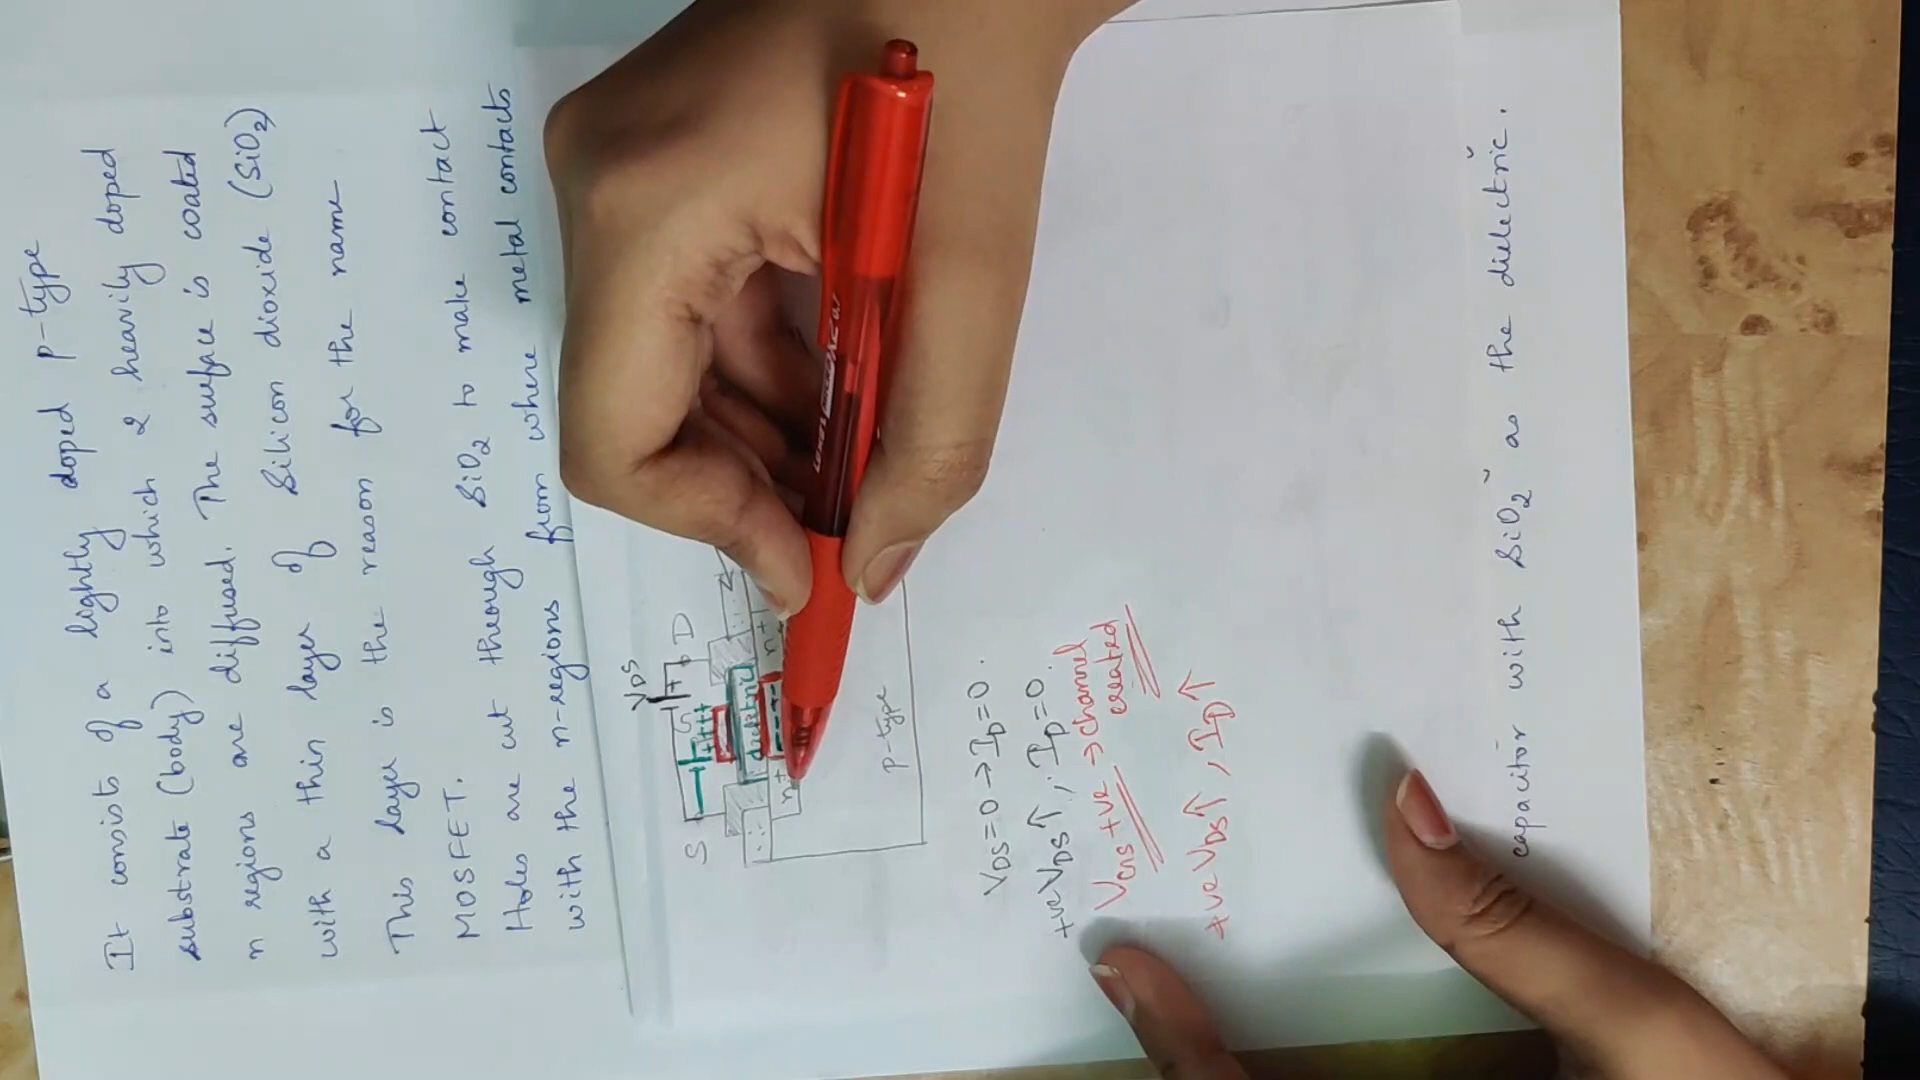 It consists of a lightly doped p-type
substrate (body) into which 2 heavily doped
n regions are diffused. The surface is coated
with a thin layer of Silicon dioxide (SiO2)
This layer is the reason for the name
MOSFET.
Holes are cut through SiO2 to make contact
with the n-regions from where metal contacts
VDS
S
G
D
dielectric
n+
n+
p-type
VDS=0→ID=0.
+ve VDS↑, ID=0.
VGS +ve → channel
created
+ve VDS↑, ID↑
capacitor with SiO2 as the dielectric.